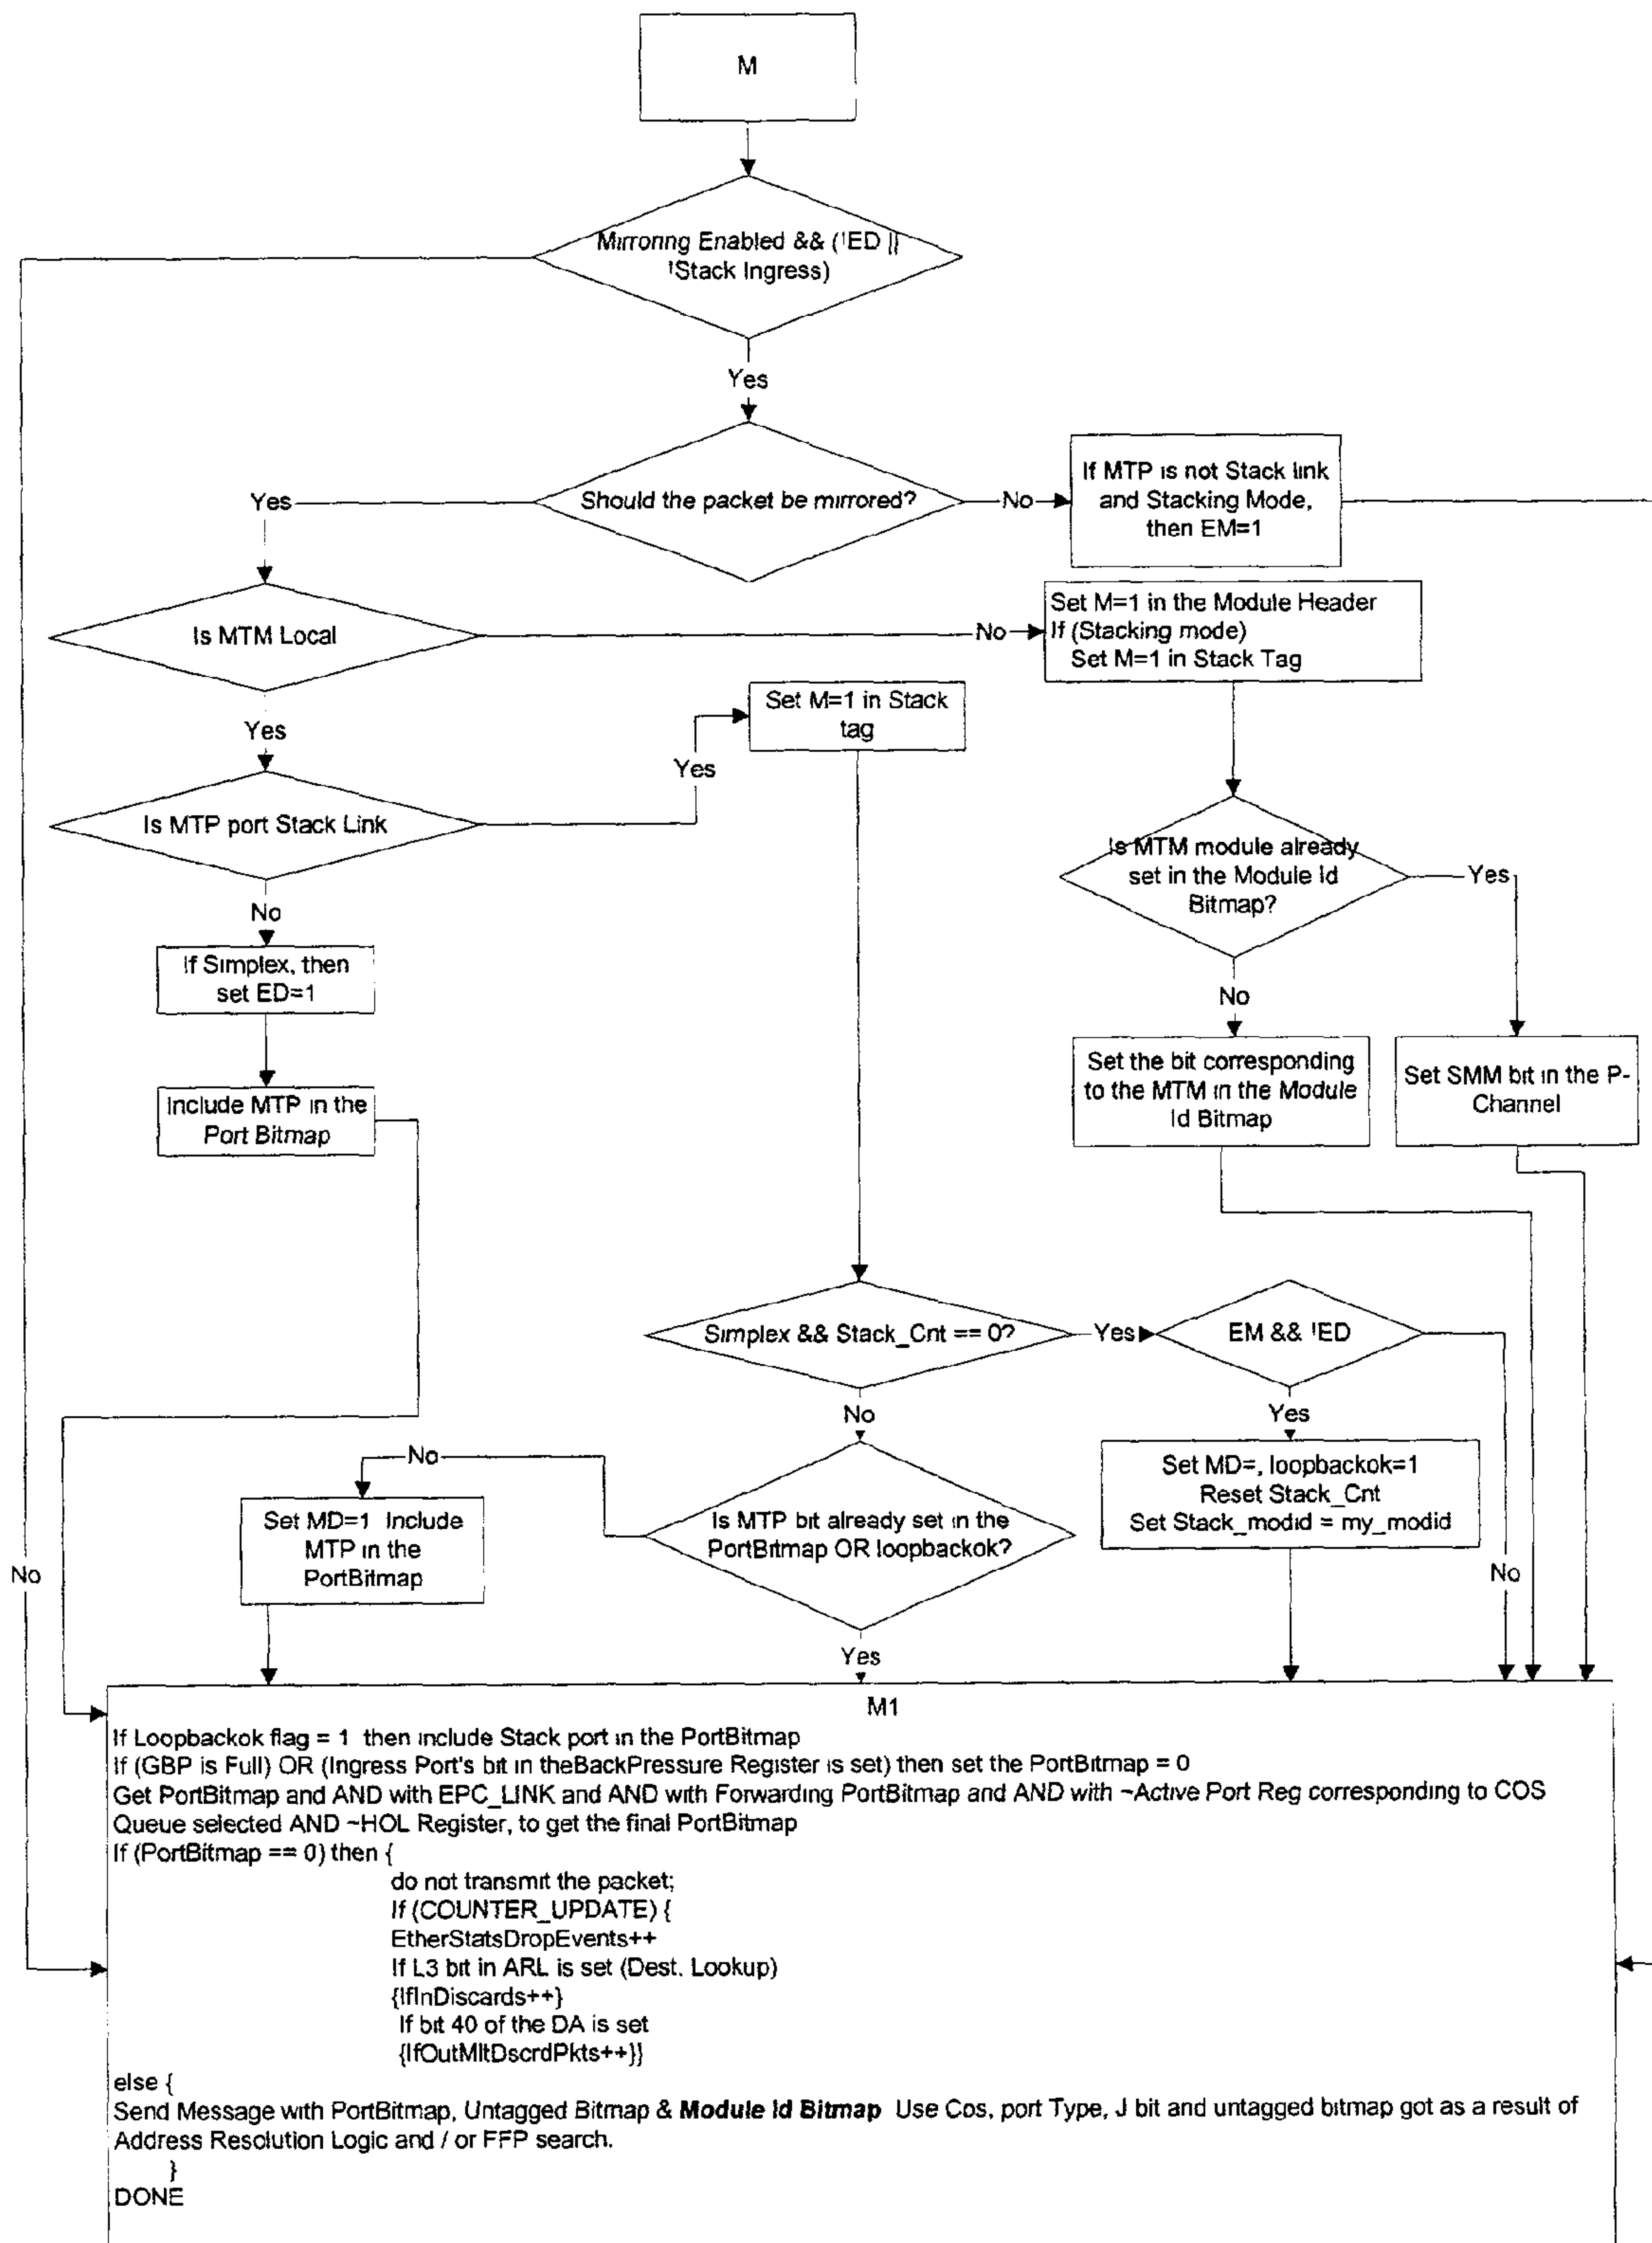 M
Mirroring Enabled && (!ED ||
!Stack Ingress)
Yes
Should the packet be mirrored?
Yes
No
If MTP is not Stack link
and Stacking Mode,
then EM=1
Is MTM Local
No
Set M=1 in the Module Header
If (Stacking mode)
Set M=1 in Stack Tag
Yes
Set M=1 in Stack
tag
Yes
Is MTP port Stack Link
Is MTM module already
set in the Module Id
Bitmap?
Yes
No
If Simplex, then
set ED=1
No
Include MTP in the
Port Bitmap
Set the bit corresponding
to the MTM in the Module
Id Bitmap
Set SMM bit in the P-
Channel
Simplex && Stack_Cnt == 0?
Yes
EM && !ED
No
Yes
No
Set MD=, loopbackok=1
Reset Stack_Cnt
Set Stack_modid = my_modid
Is MTP bit already set in the
PortBitmap OR loopbackok?
Set MD=1 Include
MTP in the
PortBitmap
No
No
Yes
M1
If Loopbackok flag = 1 then include Stack port in the PortBitmap
If (GBP is Full) OR (Ingress Port's bit in theBackPressure Register is set) then set the PortBitmap = 0
Get PortBitmap and AND with EPC_LINK and AND with Forwarding PortBitmap and AND with ~Active Port Reg corresponding to COS
Queue selected AND ~HOL Register, to get the final PortBitmap
If (PortBitmap == 0) then {
do not transmit the packet;
If (COUNTER_UPDATE) {
EtherStatsDropEvents++
If L3 bit in ARL is set (Dest. Lookup)
{IfInDiscards++}
If bit 40 of the DA is set
{IfOutMltDscrdPkts++}}
else {
Send Message with PortBitmap, Untagged Bitmap & Module Id Bitmap Use Cos, port Type, J bit and untagged bitmap got as a result of
Address Resolution Logic and / or FFP search.
}
DONE